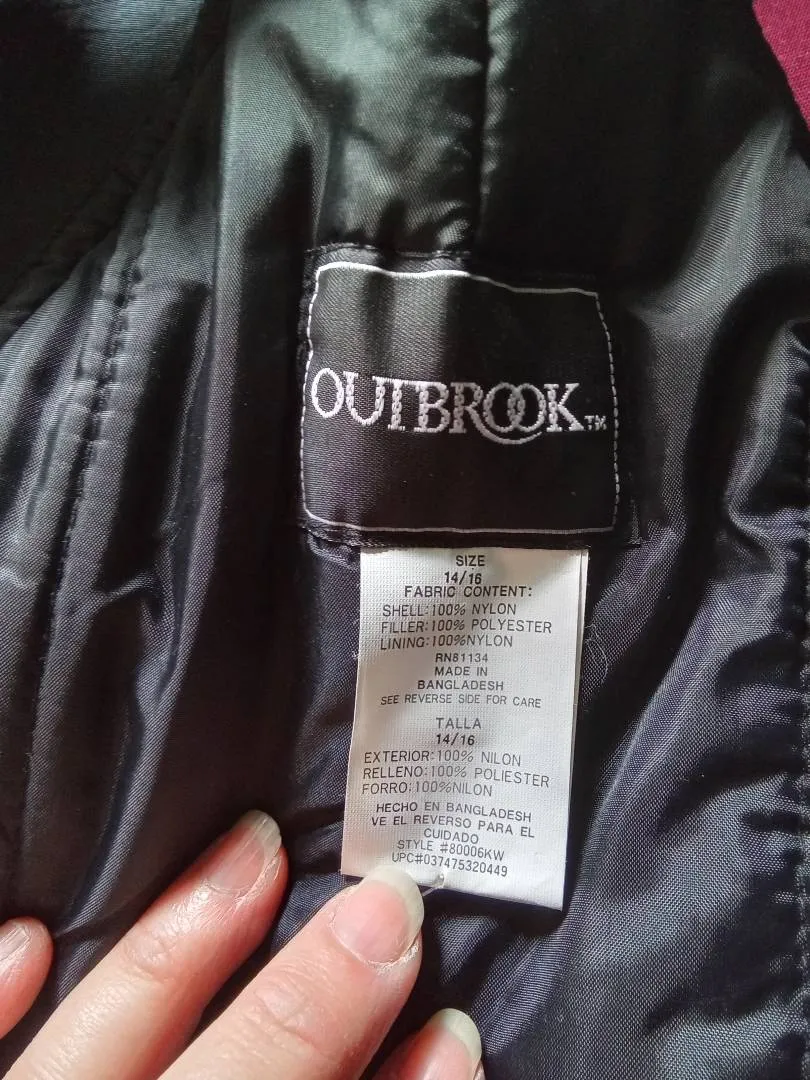 OUTBROOK™
SIZE
14/16
FABRIC CONTENT:
SHELL:100% NYLON
FILLER:100% POLYESTER
LINING:100%NYLON
RN81134
MADE IN
BANGLADESH
SEE REVERSE SIDE FOR CARE
TALLA
14/16
EXTERIOR:100% NILON
RELLENO:100% POLIESTER
FORRO:100%NILON
HECHO EN BANGLADESH
VE EL REVERSO PARA EL
CUIDADO
STYLE #80006KW
UPC#037475320449